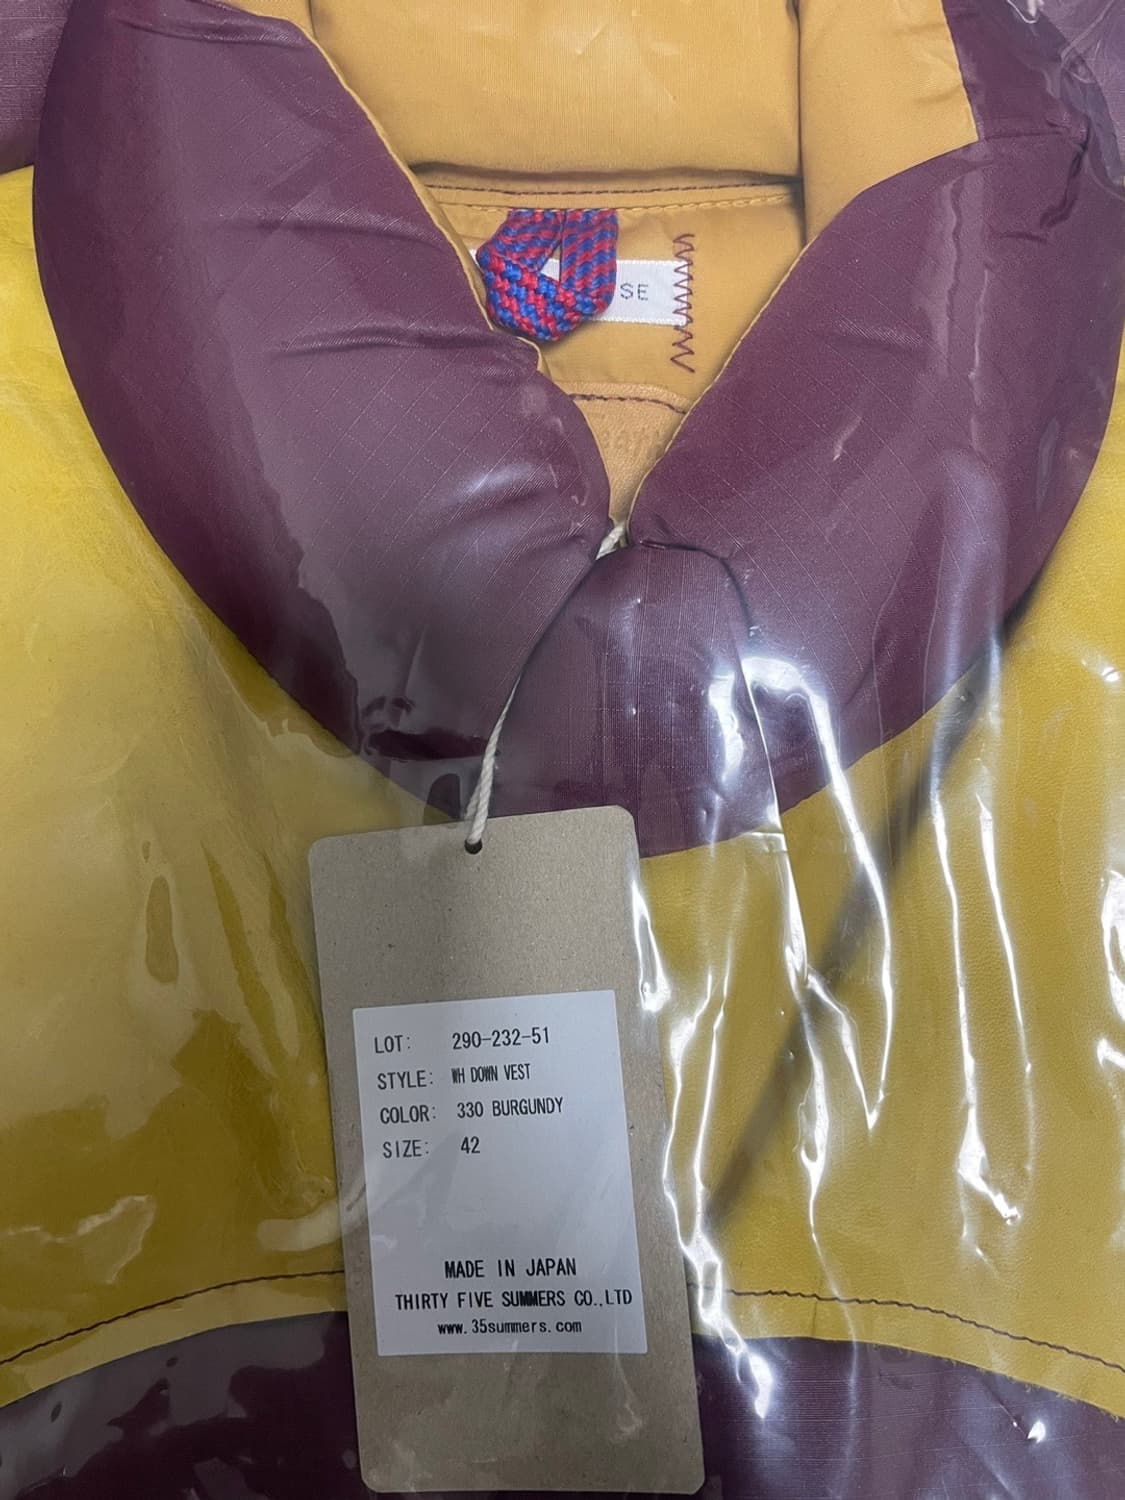 SE
LOT: 290-232-51
STYLE: WH DOWN VEST
COLOR: 330 BURGUNDY
SIZE: 42
MADE IN JAPAN
THIRTY FIVE SUMMERS CO.,LTD
www.35summers.com